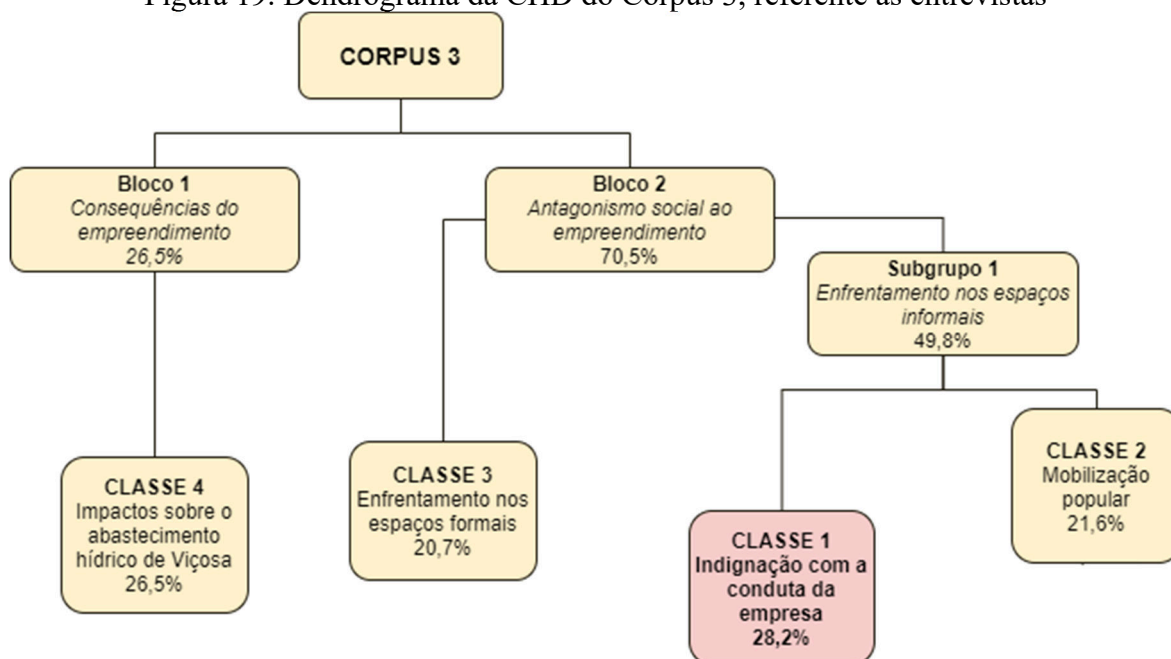 Figura 19: Dendrograma da CHD do Corpus 3, referente às entrevistas
CORPUS 3
Bloco 1
Consequências do
empreendimento
26,5%
Bloco 2
Antagonismo social ao
empreendimento
70,5%
Subgrupo 1
Enfrentamento nos espaços
informais
49,8%
CLASSE 4
Impactos sobre o
abastecimento
hídrico de Viçosa
26,5%
CLASSE 3
Enfrentamento nos
espaços formais
20,7%
CLASSE 1
Indignação com a
conduta da
empresa
28,2%
CLASSE 2
Mobilização
popular
21,6%